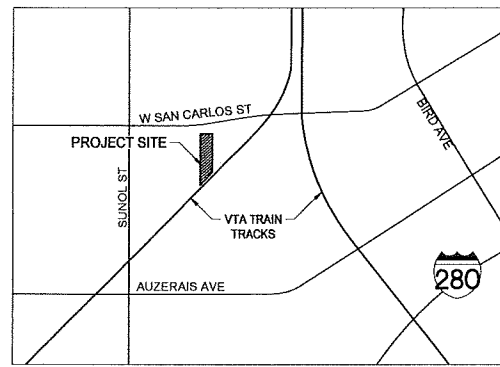 W SAN CARLOS ST
PROJECT SITE
BIRD AVE
SUNOL ST
VTA TRAIN
TRACKS
280
AUZERAIS AVE